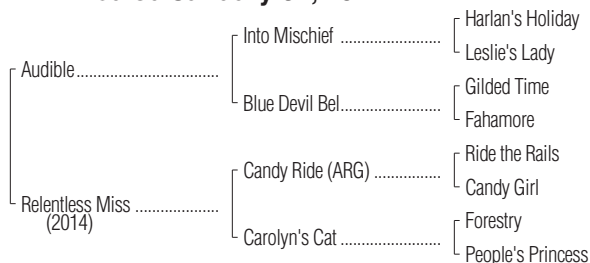 Harlan's Holiday
Into Mischief
Leslie's Lady
Audible
Gilded Time
Blue Devil Bel
Fahamore
Ride the Rails
Candy Ride (ARG)
Candy Girl
Relentless Miss
(2014)
Forestry
Carolyn's Cat
People's Princess